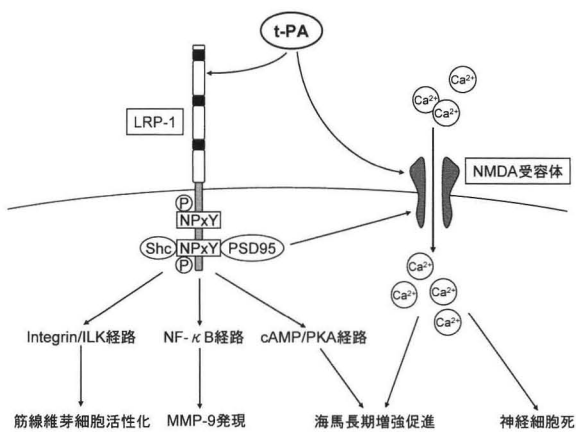 t-PA
LRP-1
Ca²⁺
Ca²⁺
Ca²⁺
NMDA受容体
P
NPxY
Shc NPxY PSD95
P
Ca²⁺
Ca²⁺
Ca²⁺
Ca²⁺
Integrin/ILK経路
NF-κB経路
cAMP/PKA経路
筋線維芽細胞活性化
MMP-9発現
海馬長期増強促進
神経細胞死